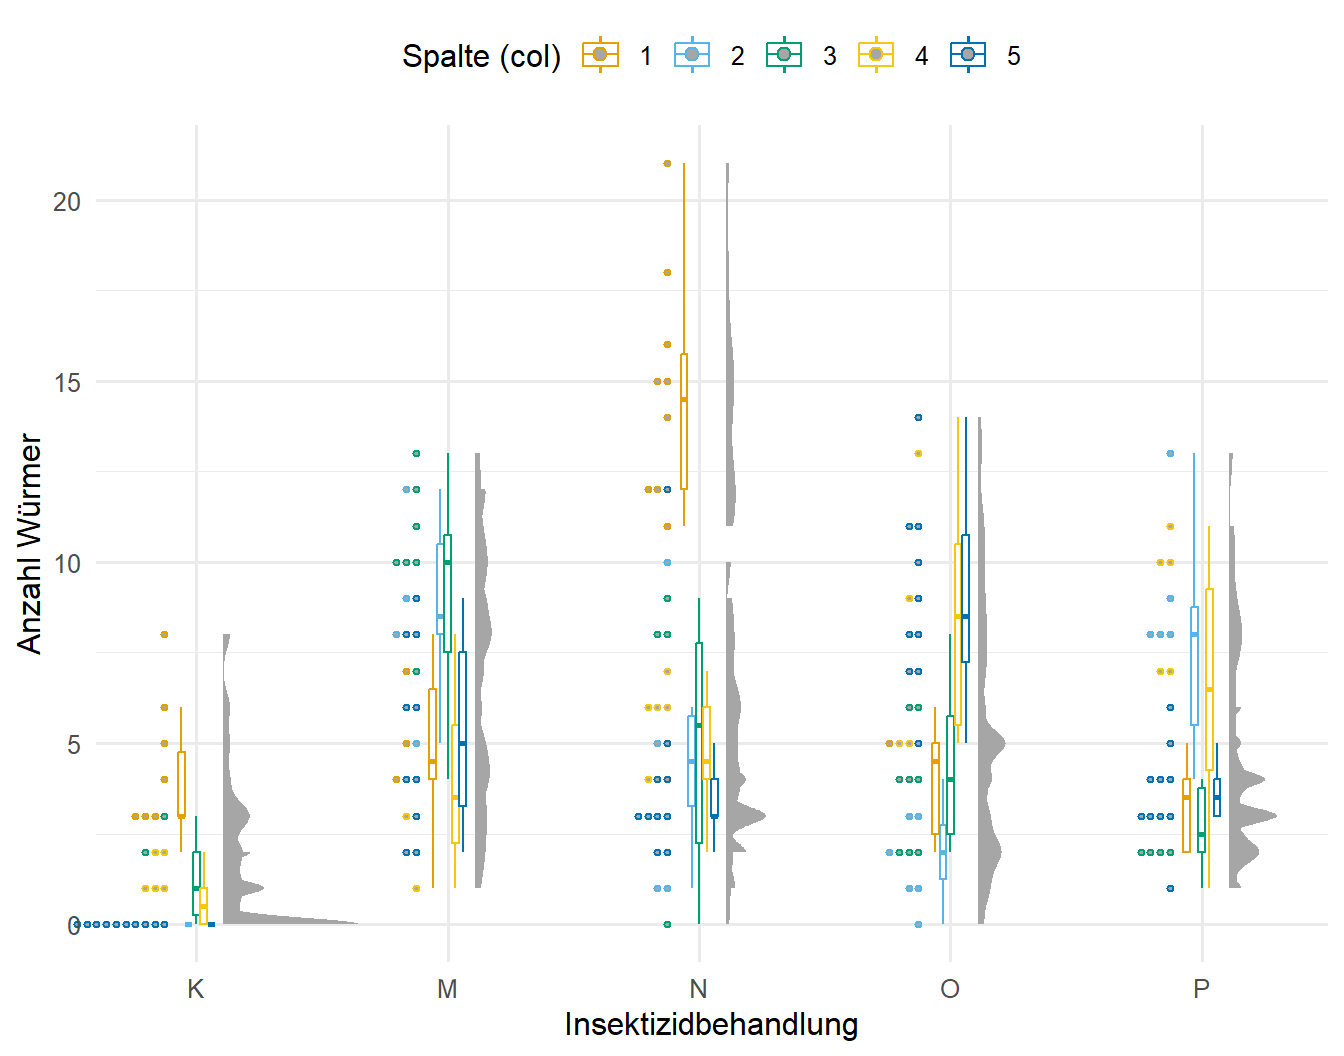 Spalte (col) 1 2 3 4 5
Anzahl Würmer
20
15
10
5
0
K M N O P
Insektizidbehandlung